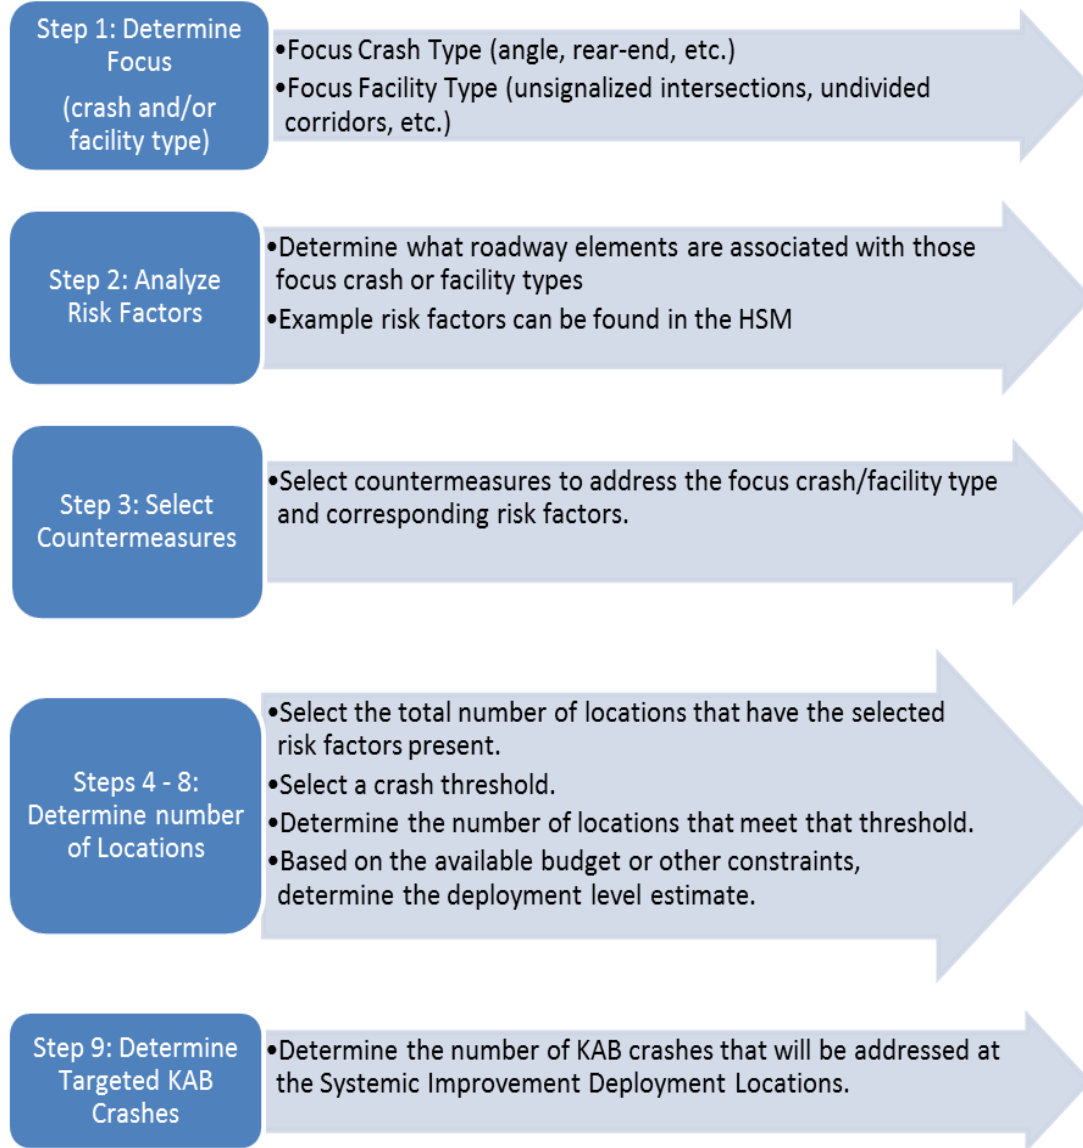 Step 1: Determine
Focus
(crash and/or
facility type)
•Focus Crash Type (angle, rear-end, etc.)
•Focus Facility Type (unsignalized intersections, undivided
corridors, etc.)
Step 2: Analyze
Risk Factors
•Determine what roadway elements are associated with those
focus crash or facility types
•Example risk factors can be found in the HSM
Step 3: Select
Countermeasures
•Select countermeasures to address the focus crash/facility type
and corresponding risk factors.
Steps 4 - 8:
Determine number
of Locations
•Select the total number of locations that have the selected
risk factors present.
•Select a crash threshold.
•Determine the number of locations that meet that threshold.
•Based on the available budget or other constraints,
determine the deployment level estimate.
Step 9: Determine
Targeted KAB
Crashes
•Determine the number of KAB crashes that will be addressed at
the Systemic Improvement Deployment Locations.